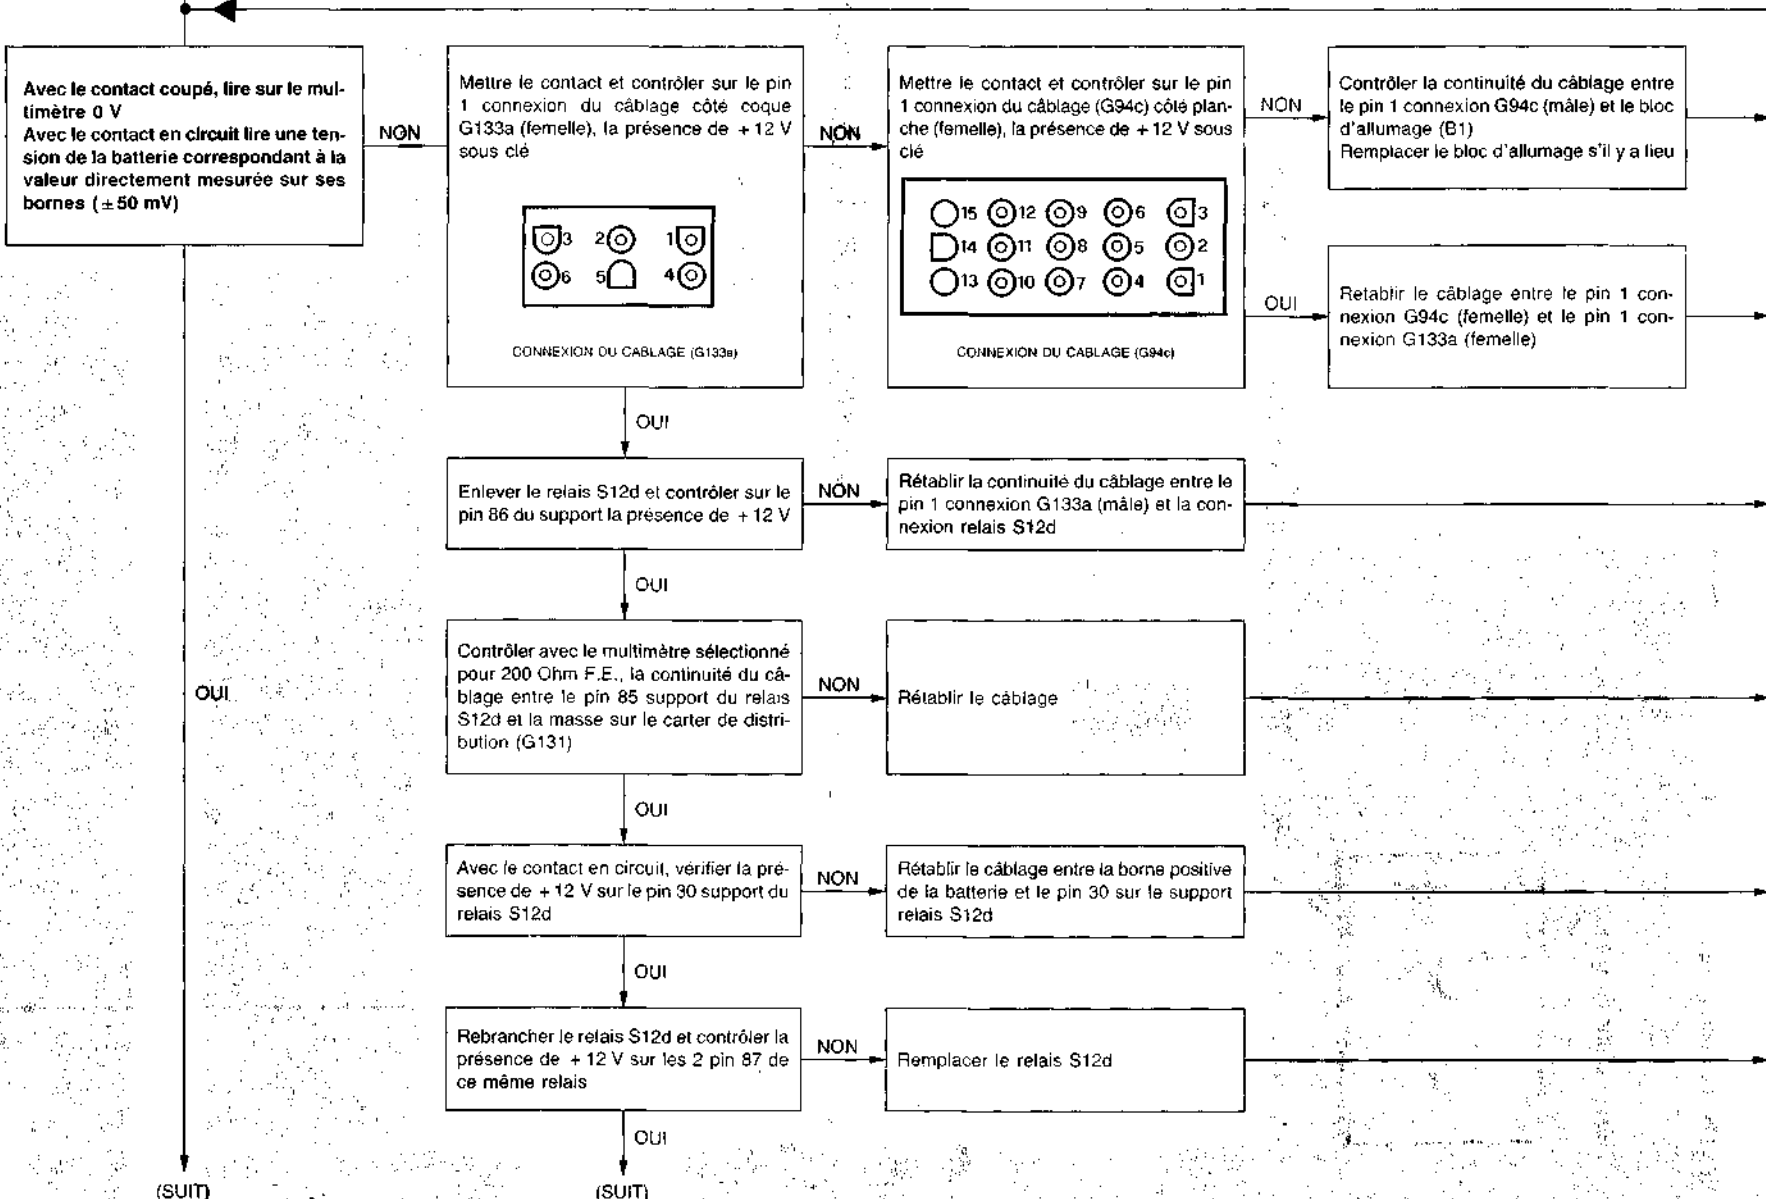 Avec le contact coupé, lire sur le mul-
timètre 0 V
Avec le contact en circuit lire une ten-
sion de la batterie correspondant à la
valeur directement mesurée sur ses
bornes (±50 mV)
NON
Mettre le contact et contrôler sur le pin
1 connexion du câblage côté coque
G133a (femelle), la présence de +12 V
sous clé
3 2 1
6 5 4
CONNEXION DU CABLAGE (G133a)
NON
Mettre le contact et contrôler sur le pin
1 connexion du câblage (G94c) côté plan-
che (femelle), la présence de +12 V sous
clé
15 12 9 6 3
14 11 8 5 2
13 10 7 4 1
CONNEXION DU CABLAGE (G94c)
NON
Contrôler la continuité du câblage entre
le pin 1 connexion G94c (mâle) et le bloc
d'allumage (B1)
Remplacer le bloc d'allumage s'il y a lieu
OUI
Retablir le câblage entre le pin 1 con-
nexion G94c (femelle) et le pin 1 con-
nexion G133a (femelle)
OUI
Enlever le relais S12d et contrôler sur le
pin 86 du support la présence de +12 V
NON
Rétablir la continuité du câblage entre le
pin 1 connexion G133a (mâle) et la con-
nexion relais S12d
OUI
Contrôler avec le multimètre sélectionné
pour 200 Ohm F.E., la continuité du câ-
blage entre le pin 85 support du relais
S12d et la masse sur le carter de distri-
bution (G131)
NON
Rétablir le câblage
OUI
OUI
Avec le contact en circuit, vérifier la pré-
sence de +12 V sur le pin 30 support du
relais S12d
NON
Rétablir le câblage entre la borne positive
de la batterie et le pin 30 sur le support
relais S12d
OUI
Rebrancher le relais S12d et contrôler la
présence de +12 V sur les 2 pin 87 de
ce même relais
NON
Remplacer le relais S12d
OUI
(SUIT)
(SUIT)